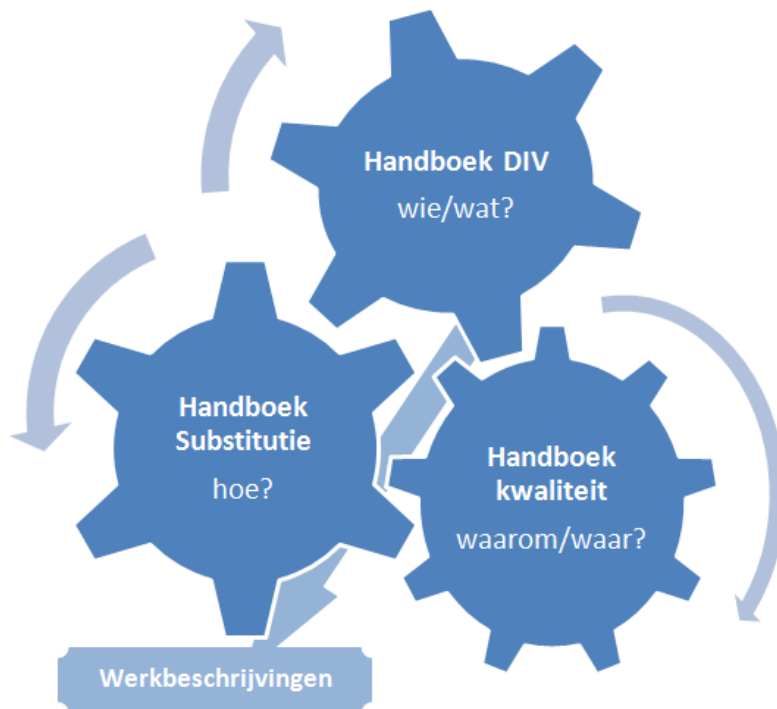 Handboek DIV
wie/wat?
Handboek
Substitutie
hoe?
Handboek
kwaliteit
waarom/waar?
Werkbeschrijvingen